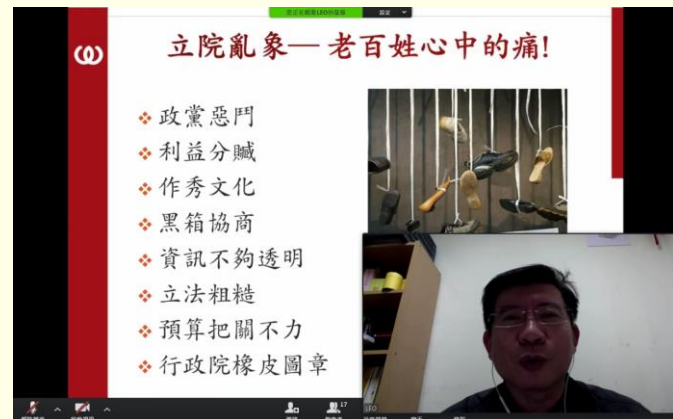 立院亂象—老百姓心中的痛!
❖ 政黨惡鬥
❖ 利益分贓
❖ 作秀文化
❖ 黑箱協商
❖ 資訊不夠透明
❖ 立法粗糙
❖ 預算把關不力
❖ 行政院橡皮圖章
17
LEO